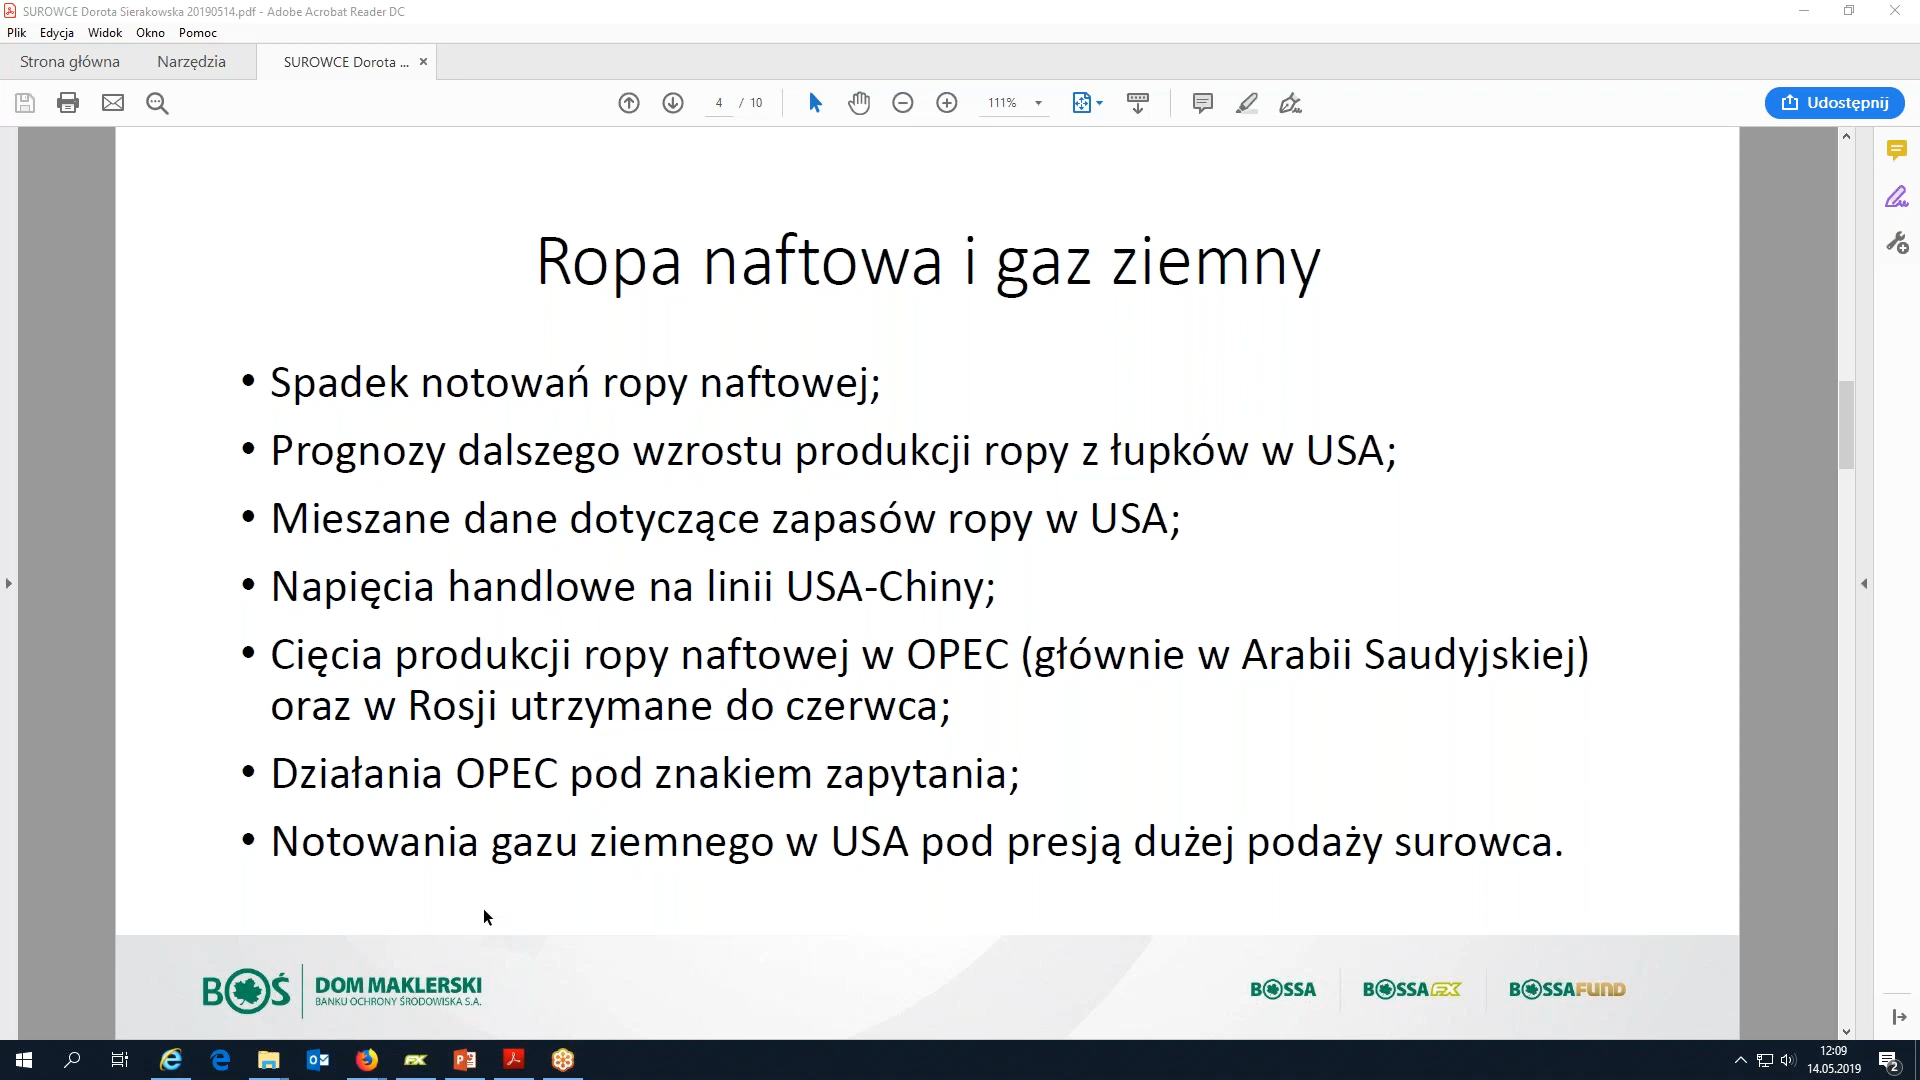 SUROWCE Dorota Sierakowska 20190514.pdf - Adobe Acrobat Reader DC
Plik Edycja Widok Okno Pomoc
Strona główna Narzędzia SUROWCE Dorota ... ×
4 / 10 111% Udostępnij
Ropa naftowa i gaz ziemny
• Spadek notowań ropy naftowej;
• Prognozy dalszego wzrostu produkcji ropy z łupków w USA;
• Mieszane dane dotyczące zapasów ropy w USA;
• Napięcia handlowe na linii USA-Chiny;
• Cięcia produkcji ropy naftowej w OPEC (głównie w Arabii Saudyjskiej)
oraz w Rosji utrzymane do czerwca;
• Działania OPEC pod znakiem zapytania;
• Notowania gazu ziemnego w USA pod presją dużej podaży surowca.
BOŚ DOM MAKLERSKI
BANKU OCHRONY ŚRODOWISKA S.A.
BOSSA BOSSAFX BOSSAFUND
12:09
14.05.2019
2